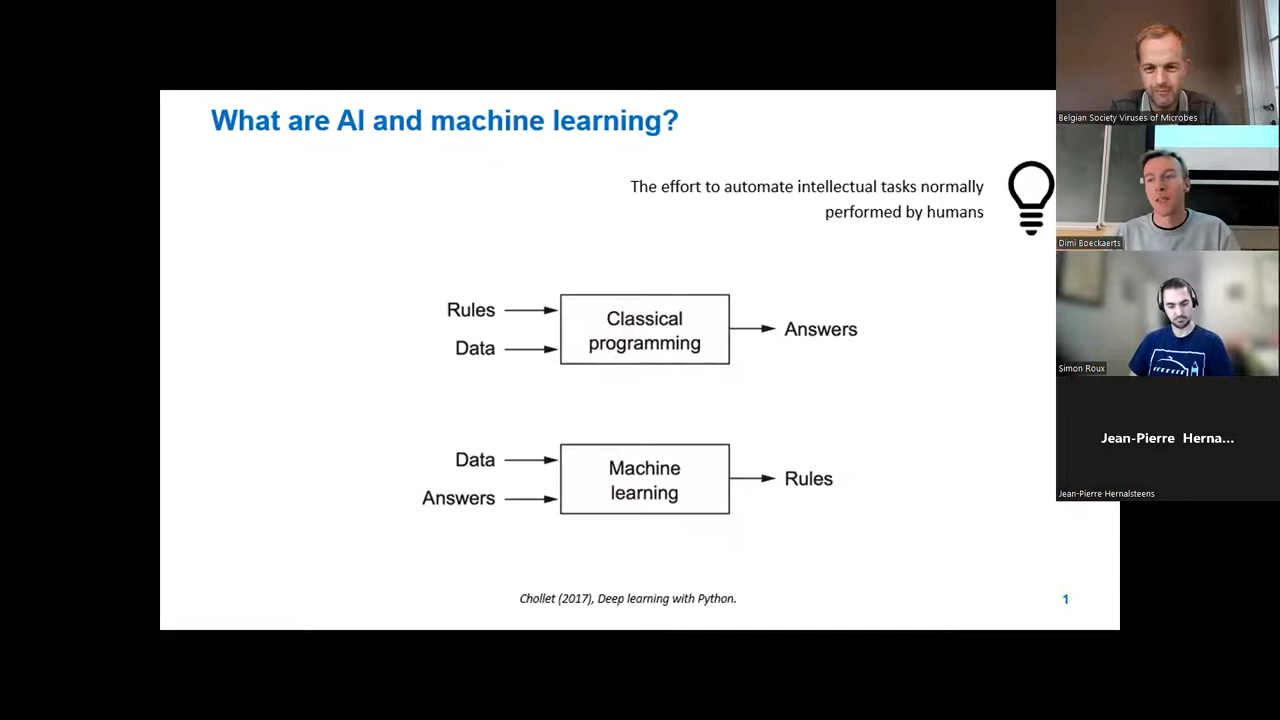 What are AI and machine learning?
The effort to automate intellectual tasks normally
performed by humans
Rules
Data
Classical
programming
Answers
Data
Answers
Machine
learning
Rules
Chollet (2017), Deep learning with Python.
1
Belgian Society Viruses of Microbes
Dimi Boeckaerts
Simon Roux
Jean-Pierre Herna...
Jean-Pierre Hernalsteens